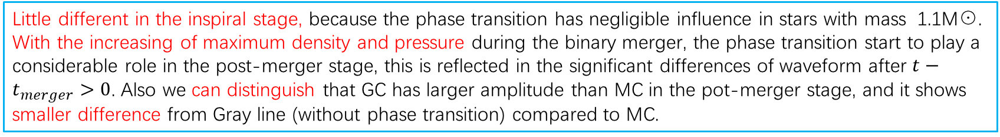 Little different in the inspiral stage, because the phase transition has negligible influence in stars with mass 1.1M⊙.
With the increasing of maximum density and pressure during the binary merger, the phase transition start to play a
considerable role in the post-merger stage, this is reflected in the significant differences of waveform after t −
t_merger > 0. Also we can distinguish that GC has larger amplitude than MC in the pot-merger stage, and it shows
smaller difference from Gray line (without phase transition) compared to MC.